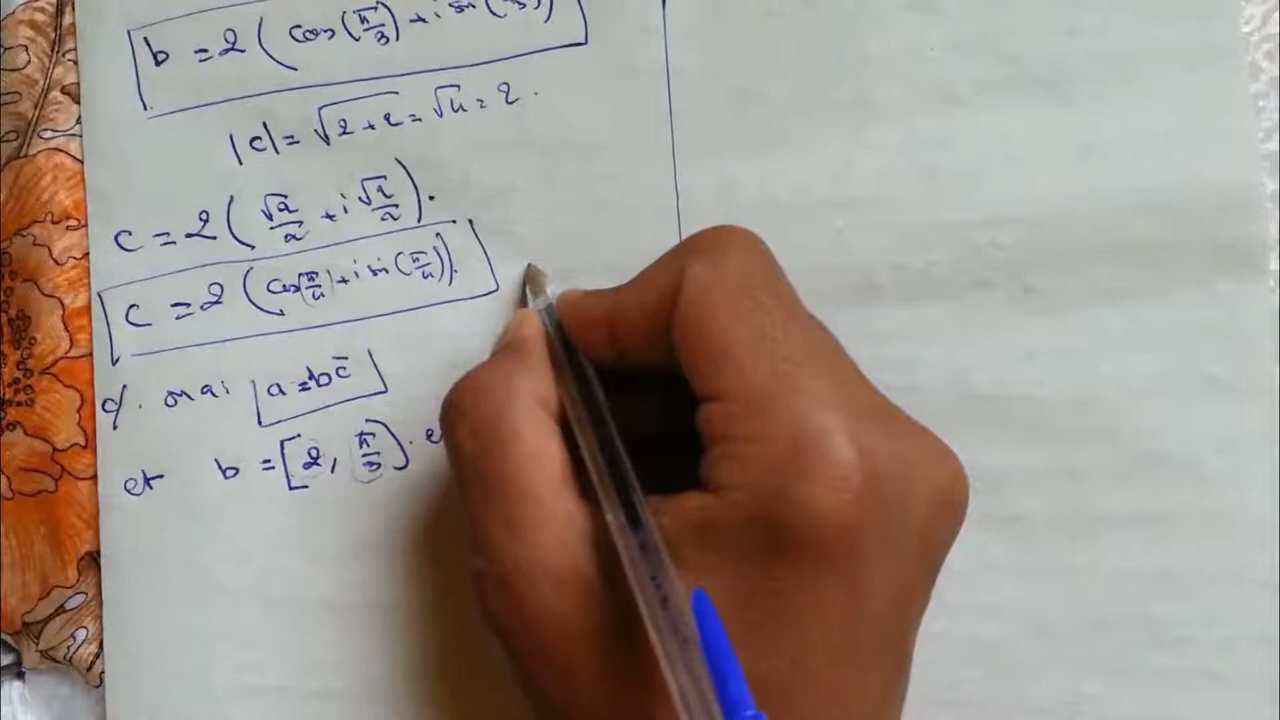 b = 2 ( cos(π/3) + i sin(π/3)
|c| = √2+2 = √4 = 2.
c = 2 ( √2/2 + i √2/2 ).
c = 2 ( cos(π/4) + i sin(π/4)).
d. on a: a = bc̄
et b = [2, π/3). e